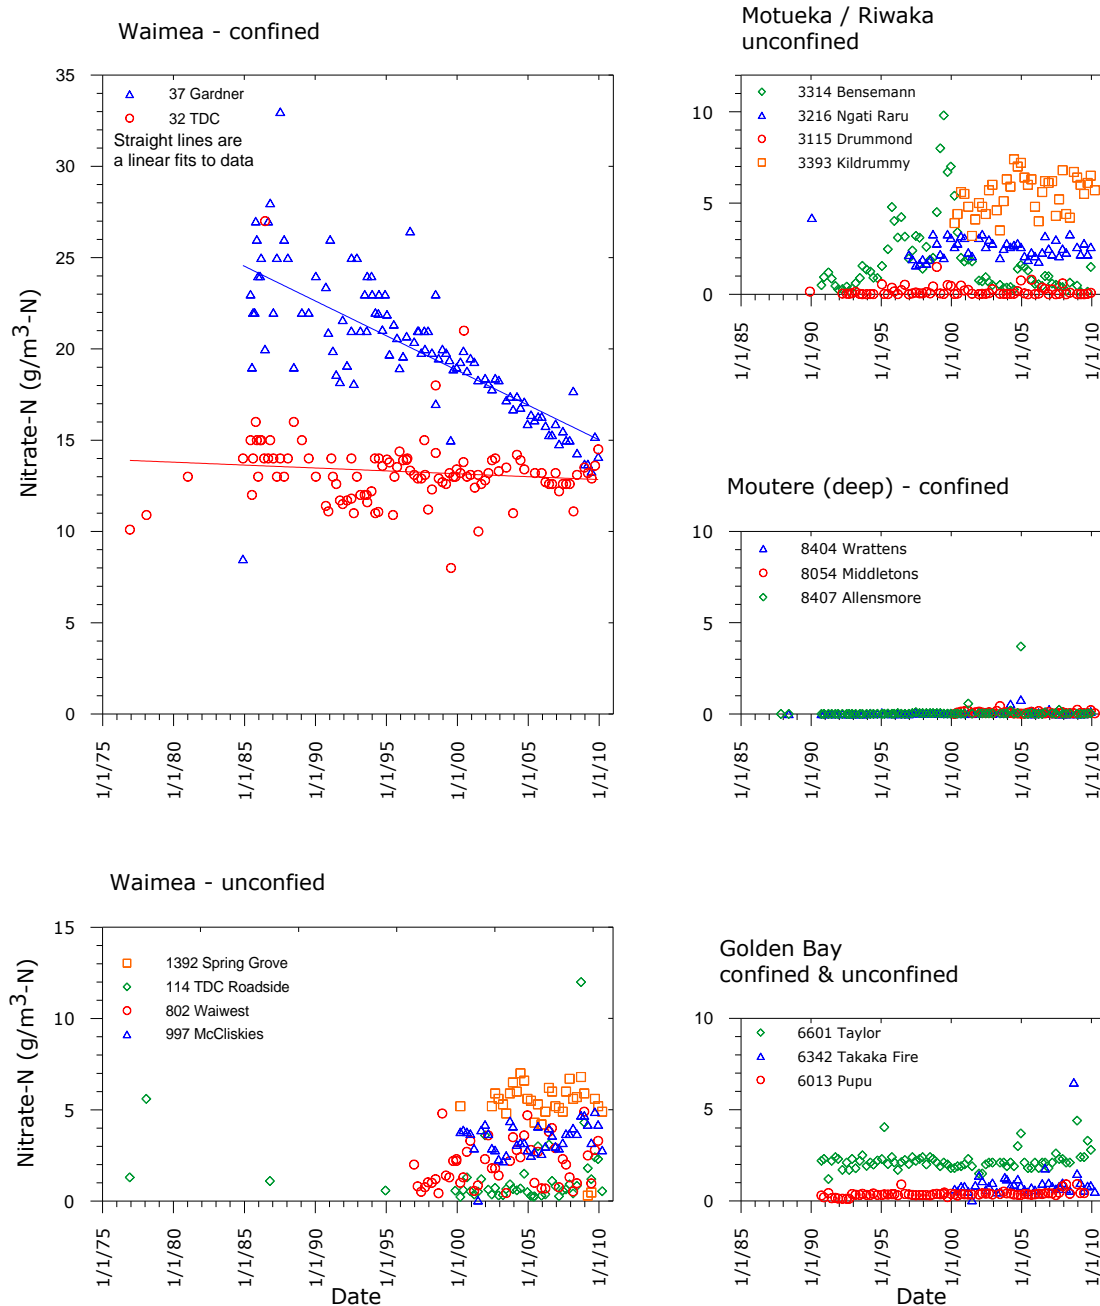 Waimea - confined
Nitrate-N (g/m³-N)
35
30
25
20
15
10
5
0
37 Gardner
32 TDC
Straight lines are
a linear fits to data
1/1/75
1/1/80
1/1/85
1/1/90
1/1/95
1/1/00
1/1/05
1/1/10
Motueka / Riwaka
unconfined
10
5
0
3314 Bensemann
3216 Ngati Raru
3115 Drummond
3393 Kildrummy
1/1/85
1/1/90
1/1/95
1/1/00
1/1/05
1/1/10
Moutere (deep) - confined
10
5
0
8404 Wrattens
8054 Middletons
8407 Allensmore
1/1/85
1/1/90
1/1/95
1/1/00
1/1/05
1/1/10
Waimea - unconfied
Nitrate-N (g/m³-N)
15
10
5
0
1392 Spring Grove
114 TDC Roadside
802 Waiwest
997 McCliskies
1/1/75
1/1/80
1/1/85
1/1/90
1/1/95
1/1/00
1/1/05
1/1/10
Date
Golden Bay
confined & unconfined
10
5
0
6601 Taylor
6342 Takaka Fire
6013 Pupu
1/1/85
1/1/90
1/1/95
1/1/00
1/1/05
1/1/10
Date